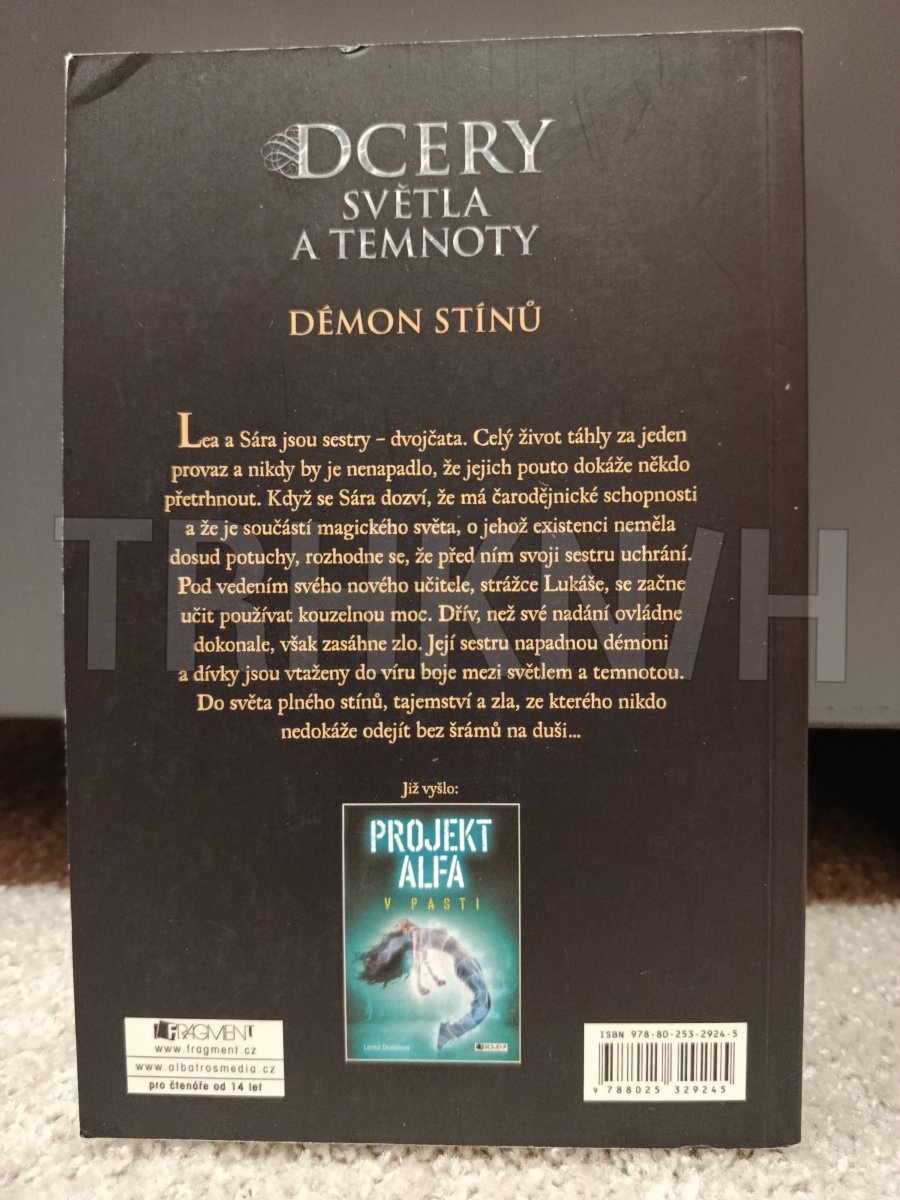 DCERY
SVĚTLA
A TEMNOTY
DÉMON STÍNŮ
Lea a Sára jsou sestry – dvojčata. Celý život táhly za jeden
provaz a nikdy by je nenapadlo, že jejich pouto dokáže někdo
přetrhnout. Když se Sára dozví, že má čarodějnické schopnosti
a že je součástí magického světa, o jehož existenci neměla
dosud potuchy, rozhodne se, že před ním svoji sestru uchrání.
Pod vedením svého nového učitele, strážce Lukáše, se začne
učit používat kouzelnou moc. Dřív, než své nadání ovládne
dokonale, však zasáhne zlo. Její sestru napadnou démoni
a dívky jsou vtaženy do víru boje mezi světlem a temnotou.
Do světa plného stínů, tajemství a zla, ze kterého nikdo
nedokáže odejít bez šrámů na duši...
TRHKNIH
Již vyšlo:
PROJEKT
ALFA
V PASTI
Lenka Dostálová
FRAGMENT
FRAGMENT
www.fragment.cz
www.albatrosmedia.cz
pro čtenáře od 14 let
ISBN 978-80-253-2924-5
9 788025 329245